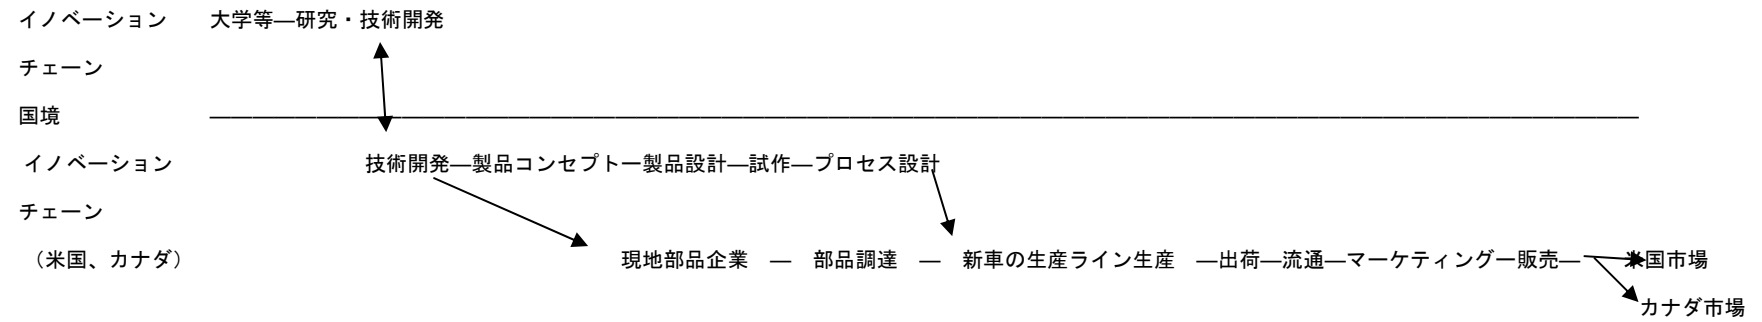 イノベーション 大学等―研究・技術開発
チェーン
国境 ―――――――――――――――――――――――――――――――――――――――――――――――――――――――――――――――――――
イノベーション 技術開発―製品コンセプトー製品設計―試作―プロセス設計
チェーン
（米国、カナダ） 現地部品企業 ― 部品調達 ― 新車の生産ライン生産 ―出荷―流通―マーケティングー販売― 米国市場
カナダ市場